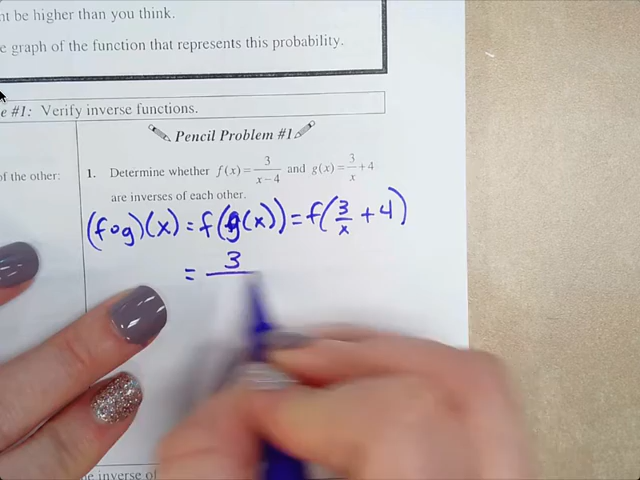 nt be higher than you think.
e graph of the function that represents this probability.
e #1: Verify inverse functions.
Pencil Problem #1
of the other:
1. Determine whether f(x) = 3/(x−4) and g(x) = 3/x + 4
are inverses of each other.
(f∘g)(x) = f(g(x)) = f(3/x + 4)
= 3
e inverse of